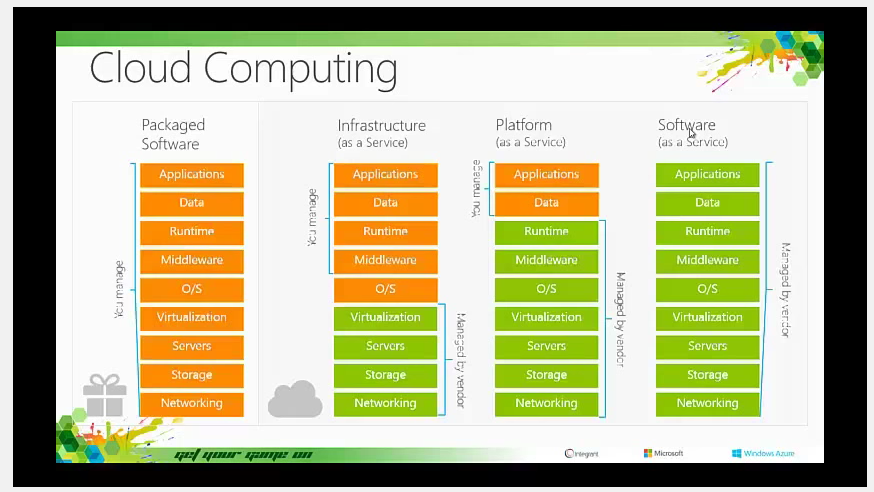 Cloud Computing
Packaged
Software
You manage
Applications
Data
Runtime
Middleware
O/S
Virtualization
Servers
Storage
Networking
Infrastructure
(as a Service)
You manage
Applications
Data
Runtime
Middleware
O/S
Virtualization
Servers
Storage
Networking
Managed by vendor
Platform
(as a Service)
You manage
Applications
Data
Runtime
Middleware
O/S
Virtualization
Servers
Storage
Networking
Managed by vendor
Software
(as a Service)
Applications
Data
Runtime
Middleware
O/S
Virtualization
Servers
Storage
Networking
Managed by vendor
get your game on
Integrant
Microsoft
Windows Azure